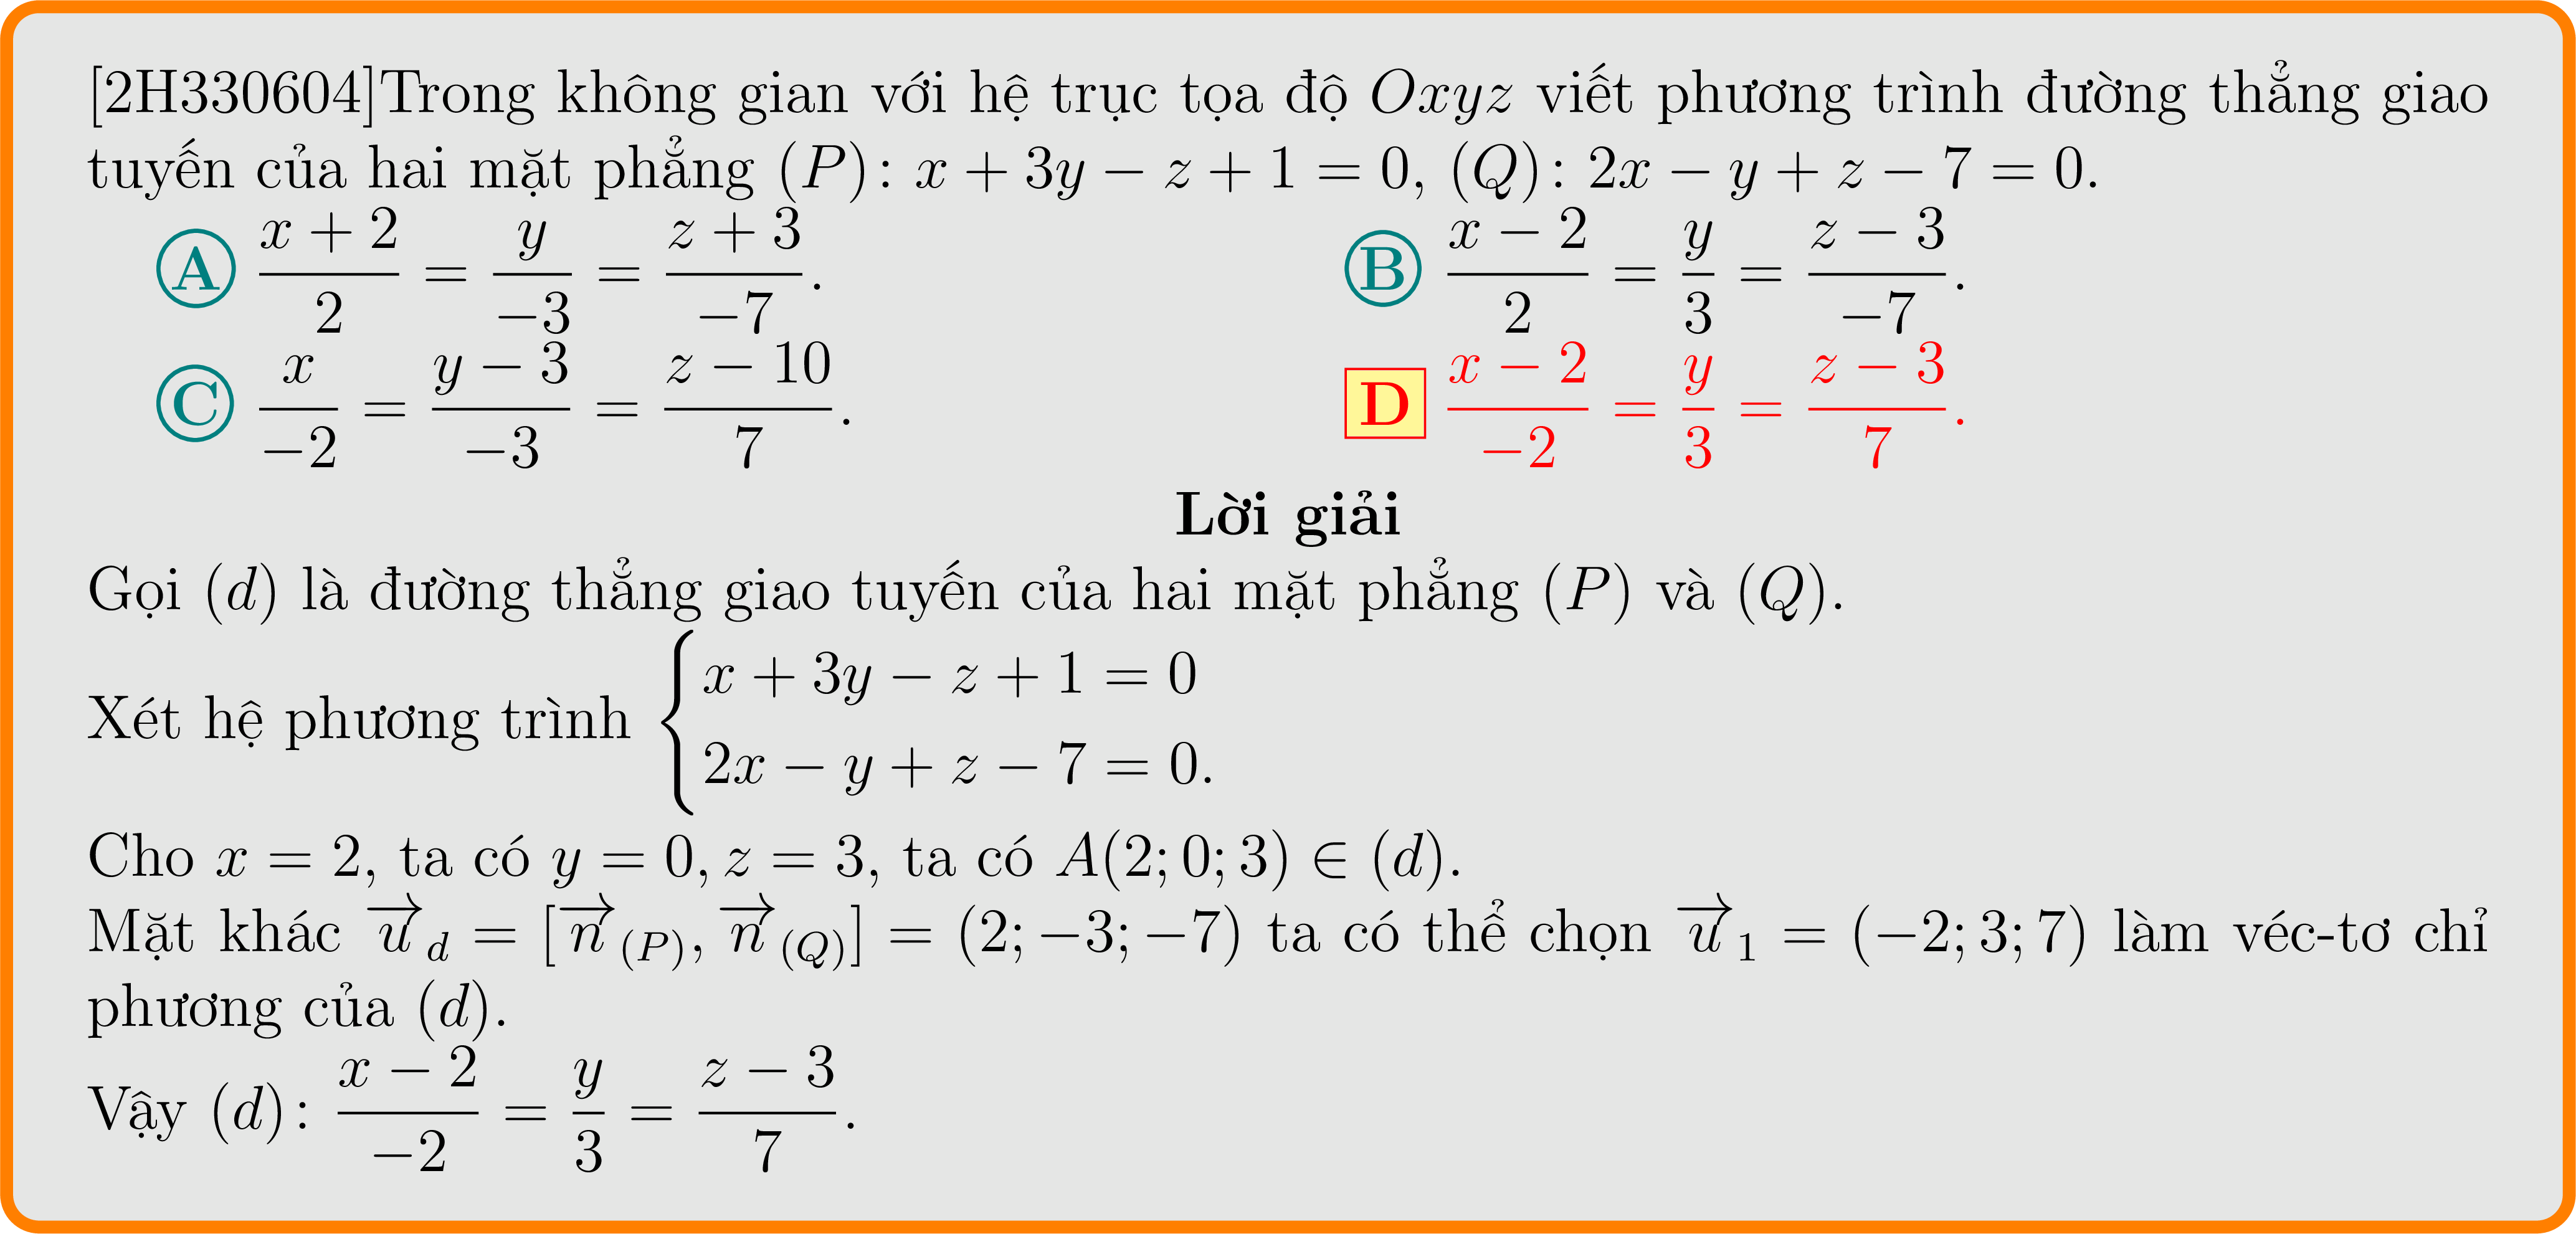 [2H330604]Trong không gian với hệ trục tọa độ Oxyz viết phương trình đường thẳng giao
tuyến của hai mặt phẳng (P): x + 3y − z + 1 = 0, (Q): 2x − y + z − 7 = 0.
A \frac{x + 2}{2} = \frac{y}{−3} = \frac{z + 3}{−7}. B \frac{x − 2}{2} = \frac{y}{3} = \frac{z − 3}{−7}.
C \frac{x}{−2} = \frac{y − 3}{−3} = \frac{z − 10}{7}. D \frac{x − 2}{−2} = \frac{y}{3} = \frac{z − 3}{7}.
Lời giải
Gọi (d) là đường thẳng giao tuyến của hai mặt phẳng (P) và (Q).
Xét hệ phương trình \begin{cases} x + 3y − z + 1 = 0 \\ 2x − y + z − 7 = 0. \end{cases}
Cho x = 2, ta có y = 0, z = 3, ta có A(2; 0; 3) ∈ (d).
Mặt khác \overrightarrow{u}_d = [\overrightarrow{n}_{(P)}, \overrightarrow{n}_{(Q)}] = (2; −3; −7) ta có thể chọn \overrightarrow{u}_1 = (−2; 3; 7) làm véc-tơ chỉ
phương của (d).
Vậy (d): \frac{x − 2}{−2} = \frac{y}{3} = \frac{z − 3}{7}.